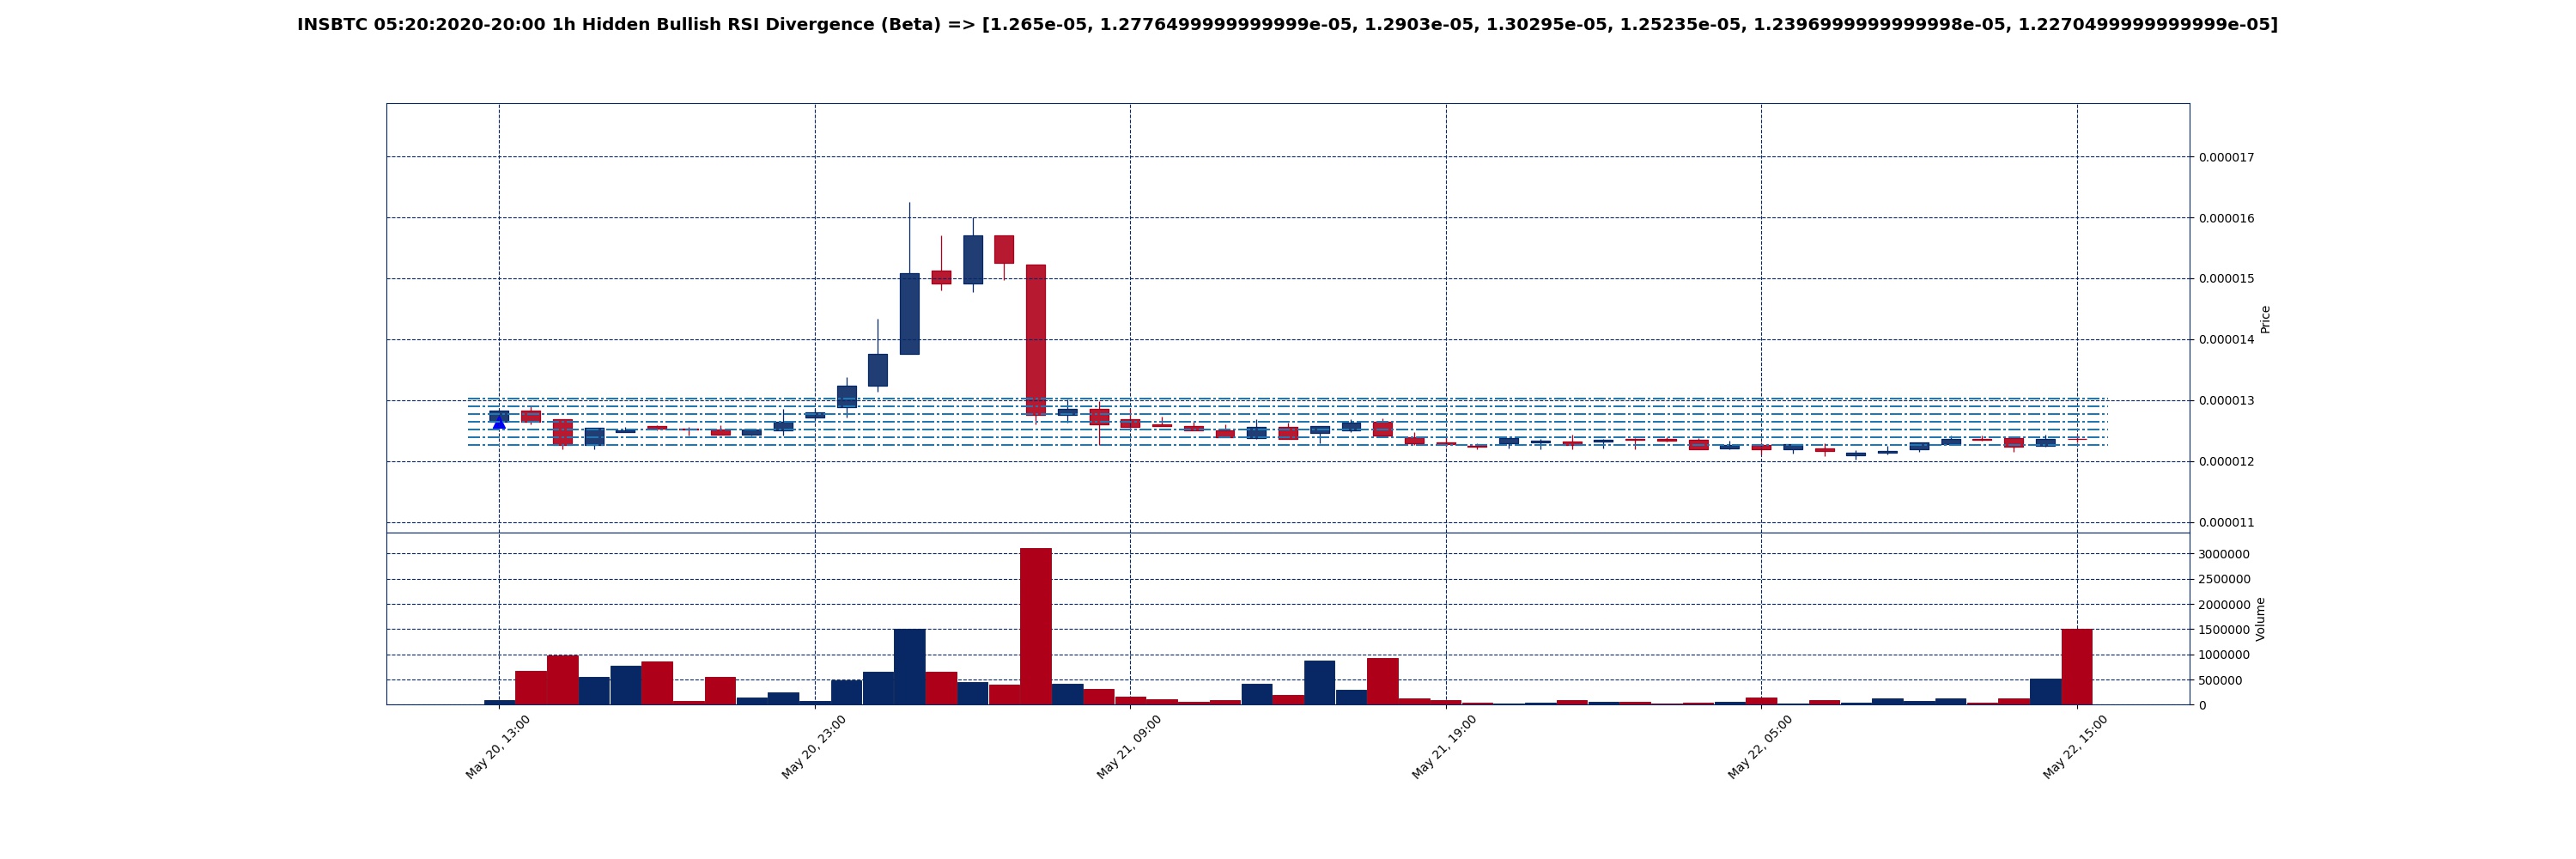 INSBTC 05:20:2020-20:00 1h Hidden Bullish RSI Divergence (Beta) => [1.265e-05, 1.2776499999999999e-05, 1.2903e-05, 1.30295e-05, 1.25235e-05, 1.2396999999999998e-05, 1.2270499999999999e-05]
0.000017
0.000016
0.000015
0.000014
0.000013
0.000012
0.000011
Price
3000000
2500000
2000000
1500000
1000000
500000
0
Volume
May 20, 13:00
May 20, 23:00
May 21, 09:00
May 21, 19:00
May 22, 05:00
May 22, 15:00